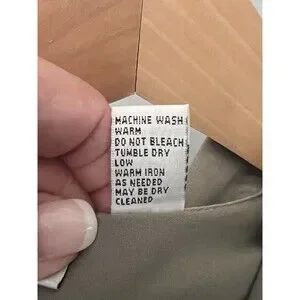 MACHINE WASH
WARM
DO NOT BLEACH
TUMBLE DRY
LOW
WARM IRON
AS NEEDED
MAY BE DRY
CLEANED